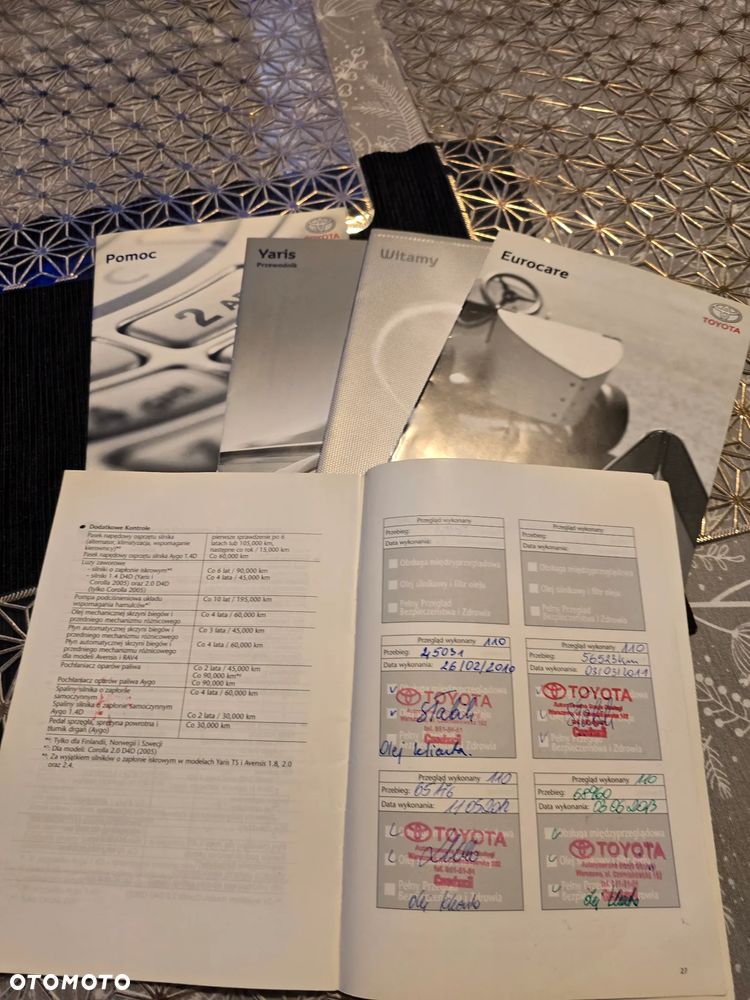 Pomoc
TOYOTA
Yaris
Przewodnik
Witamy
Eurocare
TOYOTA
Dodatkowe Kontrole
Pasek napędowy osprzętu silnika
(alternator, klimatyzacja, wspomaganie
kierownicy)
Pasek napędowy osprzętu silnika Aygo 1.4D
pierwsze sprawdzenie po 6
latach lub 105,000 km,
następne co rok / 15,000 km
Co 60,000 km
Luzy zaworowe
- silniki o zapłonie iskrowym
- silniki 1.4 D4D (Yaris i
Corolla 2005) oraz 2.0 D4D
(tylko Corolla 2005)
Co 6 lat / 90,000 km
Co 4 lata / 45,000 km
Pompa podciśnieniowa układu
wspomagania hamulców
Co 10 lat / 195,000 km
Olej mechanicznej skrzyni biegów i
przedniego mechanizmu różnicowego
Co 4 lata / 60,000 km
Płyn automatycznej skrzyni biegów i
przedniego mechanizmu różnicowego
Co 3 lata / 45,000 km
Płyn automatycznej skrzyni biegów i
przedniego mechanizmu różnicowego
dla modeli Avensis i RAV4
Co 4 lata / 60,000 km
Pochłaniacz oparów paliwa
Co 2 lata / 45,000 km
Co 90,000 km
Pochłaniacz oparów paliwa Aygo
Co 90,000 km
Spaliny silnika o zapłonie
samoczynnym
Co 4 lata / 60,000 km
Spaliny silnika o zapłonie samoczynnym
Aygo 1.4D
Co 2 lata / 30,000 km
Pedał sprzęgła, sprężyna powrotna i
tłumik drgań (Aygo)
Co 30,000 km
: Tylko dla Finlandii, Norwegii i Szwecji
: Dla modeli: Corolla 2.0 D4D (2005)
: Za wyjątkiem silników o zapłonie iskrowym w modelach Yaris TS i Avensis 1.8, 2.0
oraz 2.4.
Przegląd wykonany
Przebieg:
Data wykonania:
Obsługa międzyprzeglądowa
Olej silnikowy i filtr oleju
Pełny Przegląd
Bezpieczeństwa i Zdrowia
Przegląd wykonany
Przebieg:
Data wykonania:
Obsługa międzyprzeglądowa
Olej silnikowy i filtr oleju
Pełny Przegląd
Bezpieczeństwa i Zdrowia
Przegląd wykonany 110
Przebieg: 45031
Data wykonania: 26/02/2010
TOYOTA
Olej klienta.
Przegląd wykonany 110
Przebieg: 56523km
Data wykonania: 03/03/2011
TOYOTA
Bezpieczeństwa i Zdrowia
Przegląd wykonany 110
Przebieg:
Data wykonania:
TOYOTA
Pełny
Przegląd wykonany 110
Przebieg: 68960
Data wykonania:
Obsługa międzyprzeglądowa
TOYOTA
Warszawa, ul. Czerniakowska 102
27
OTOMOTO